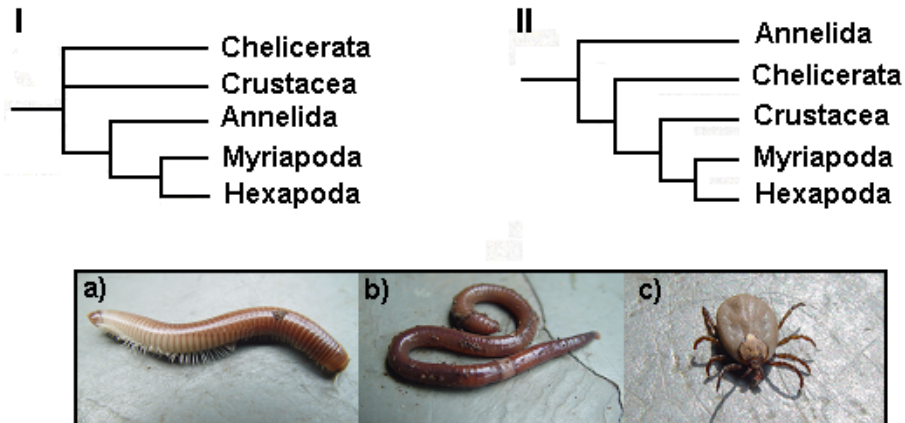 I
Chelicerata
Crustacea
Annelida
Myriapoda
Hexapoda
II
Annelida
Chelicerata
Crustacea
Myriapoda
Hexapoda
a)
b)
c)